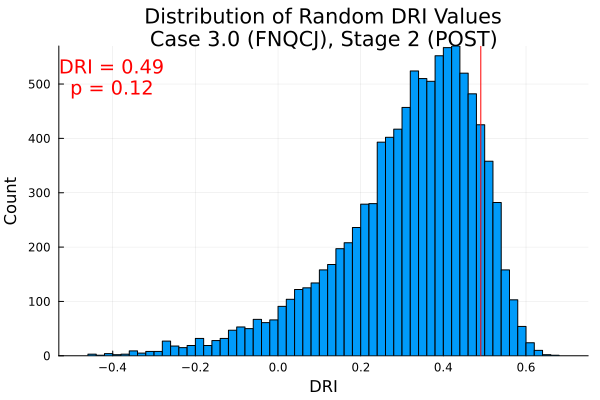 Distribution of Random DRI Values
Case 3.0 (FNQCJ), Stage 2 (POST)
DRI = 0.49
p = 0.12
Count
500
400
300
200
100
0
−0.4
−0.2
0.0
0.2
0.4
0.6
DRI